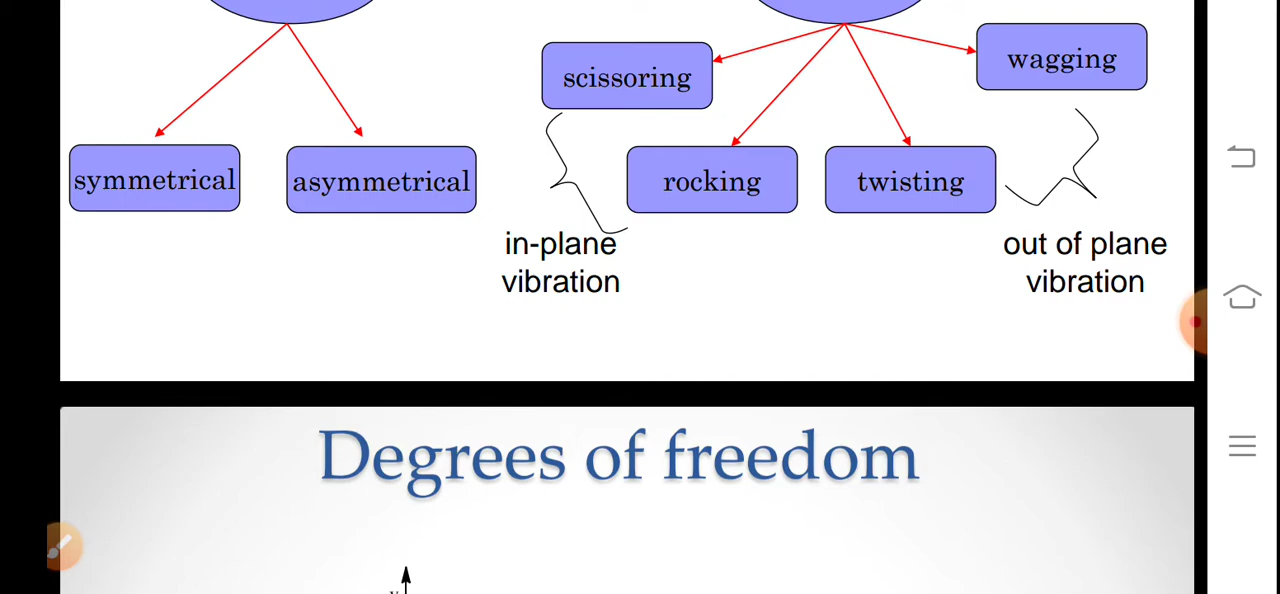 scissoring
wagging
symmetrical
asymmetrical
rocking
twisting
in-plane
vibration
out of plane
vibration
Degrees of freedom